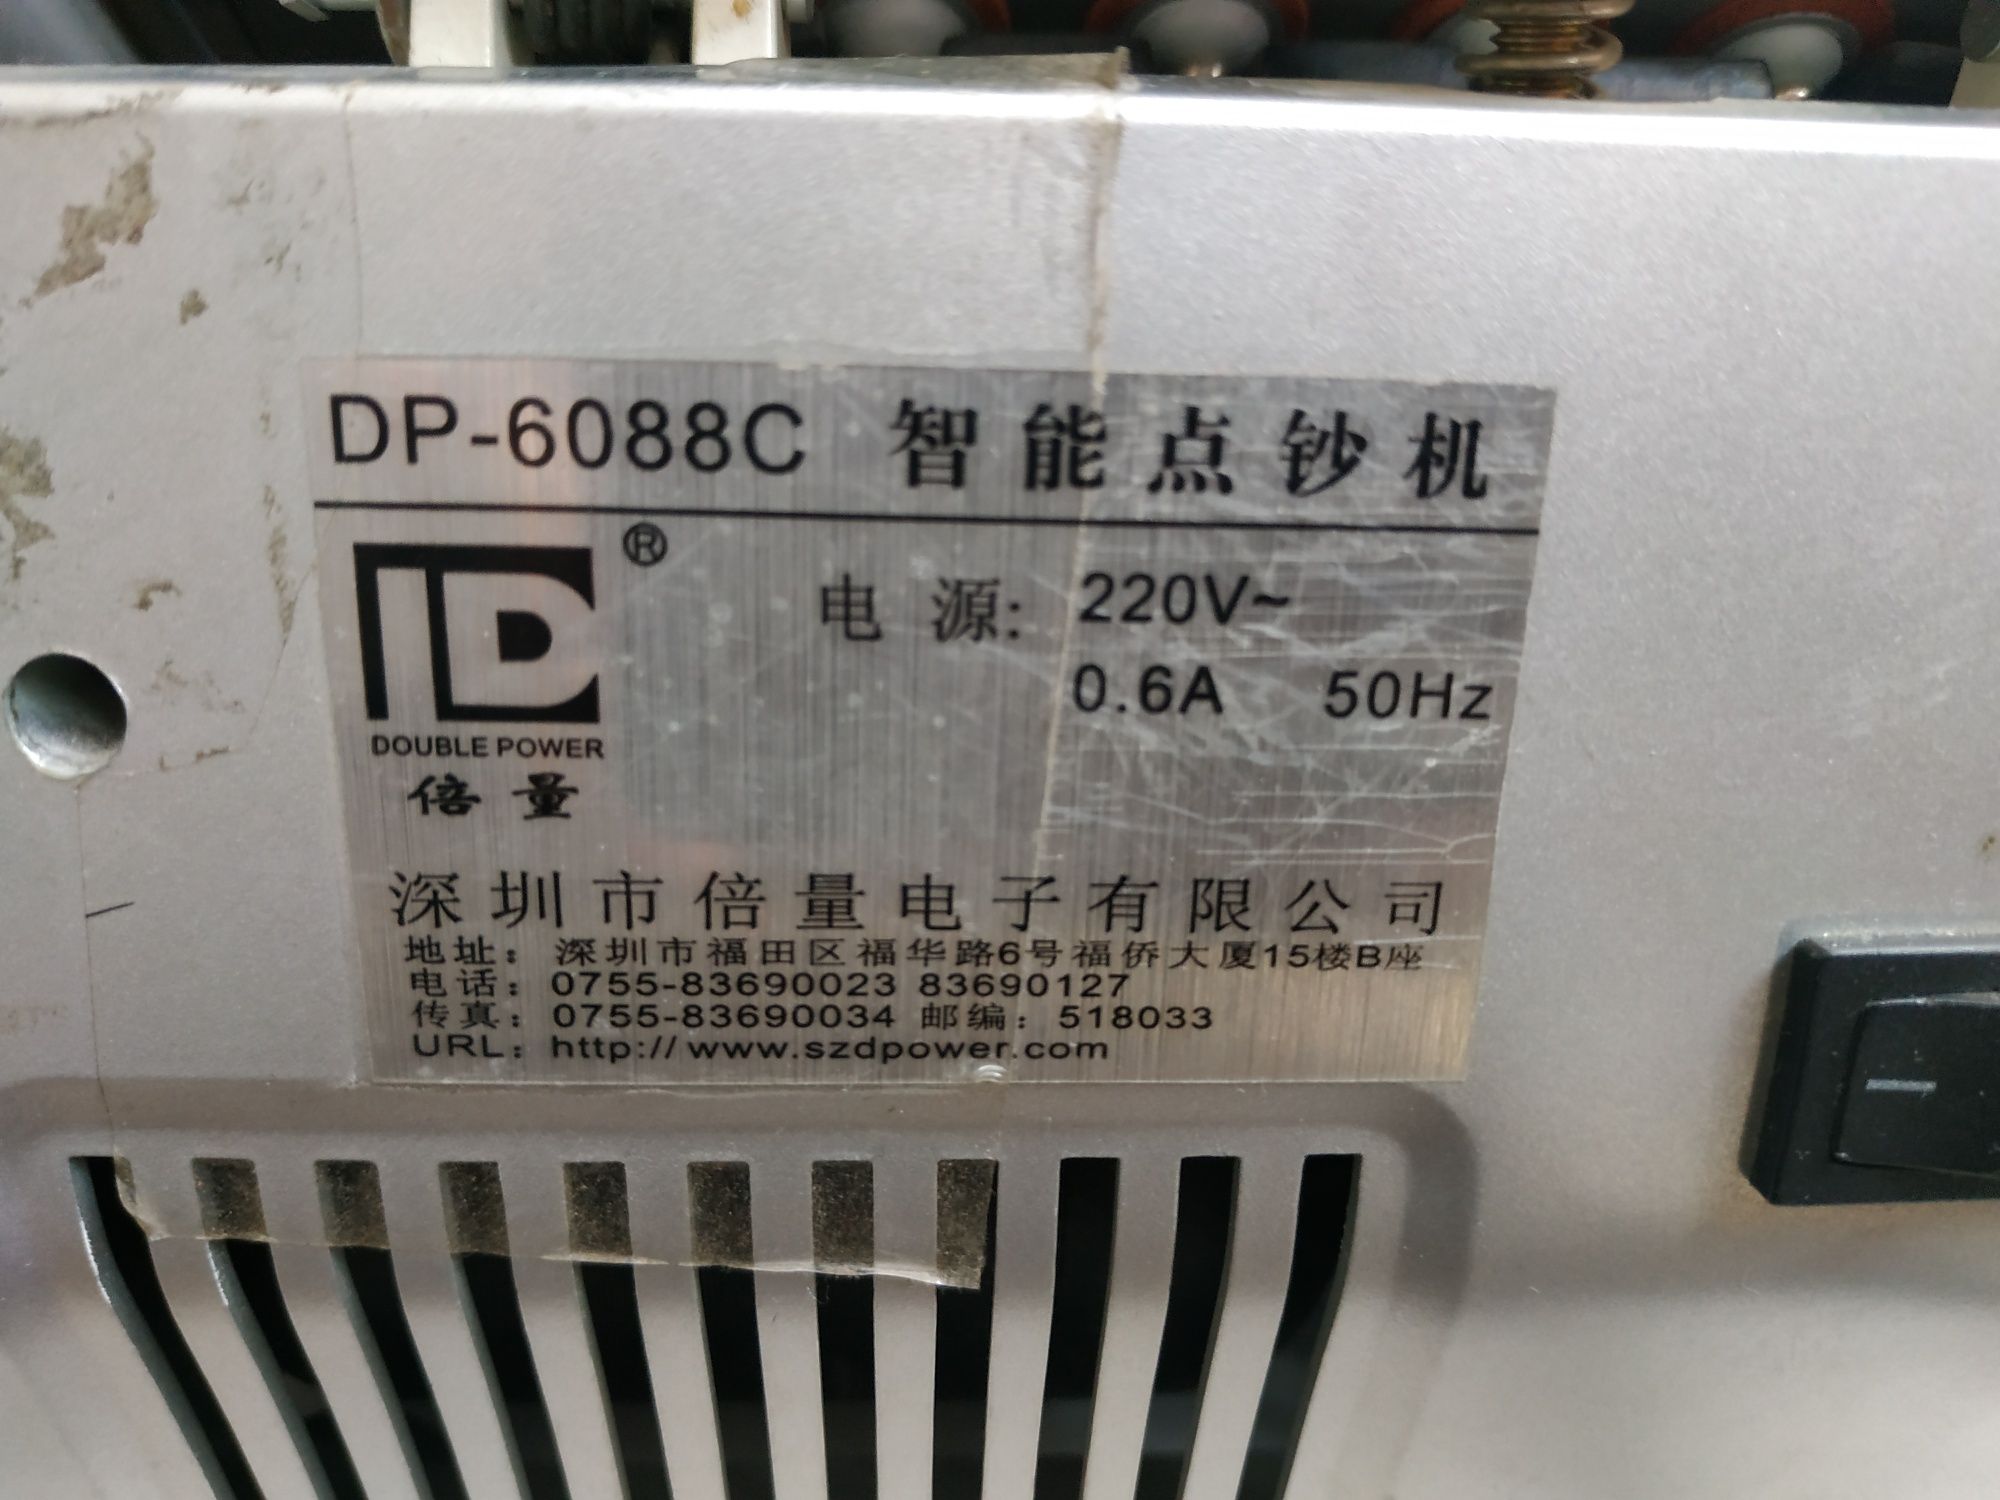 DP-6088C 智能点钞机
®
DOUBLE POWER
倍量
电源: 220V~
0.6A 50Hz
深圳市倍量电子有限公司
地址：深圳市福田区福华路6号福侨大厦15楼B座
电话：0755-83690023 83690127
传真：0755-83690034 邮编：518033
URL：http://www.szdpower.com